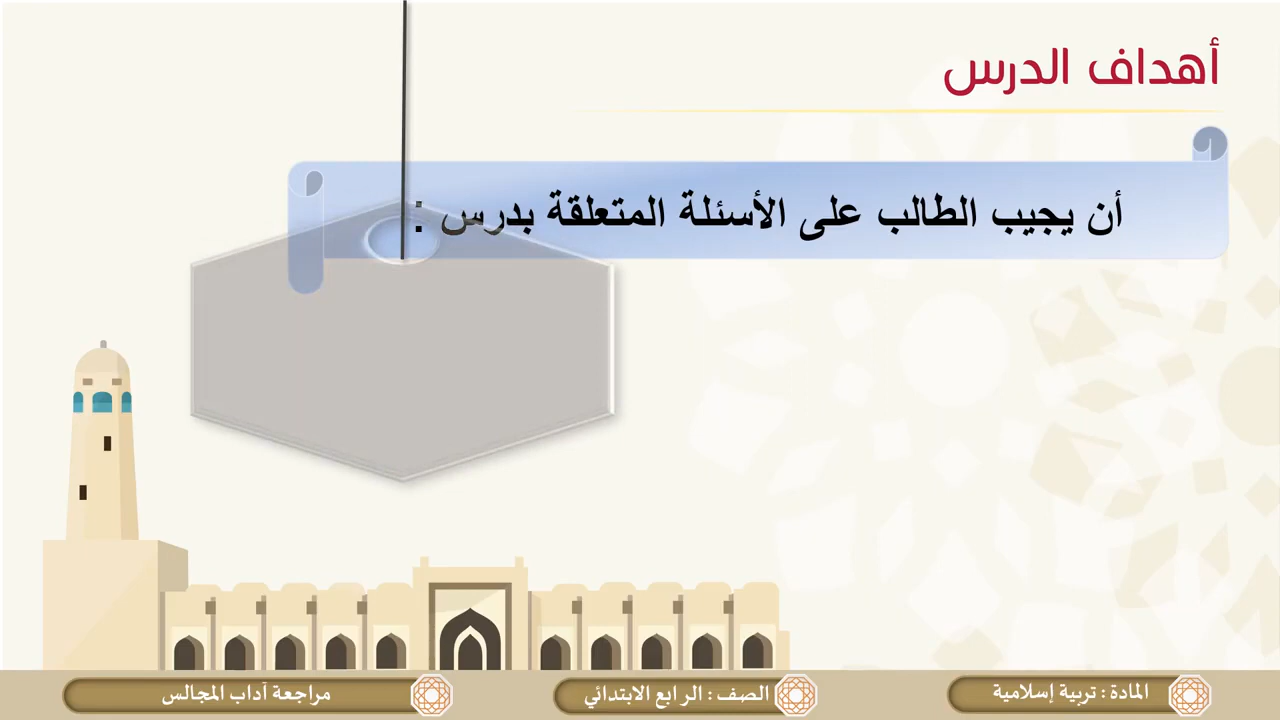 أهداف الدرس
أن يجيب الطالب على الأسئلة المتعلقة بدرس :
المادة : تربية إسلامية
الصف : الرابع الابتدائي
مراجعة آداب المجالس